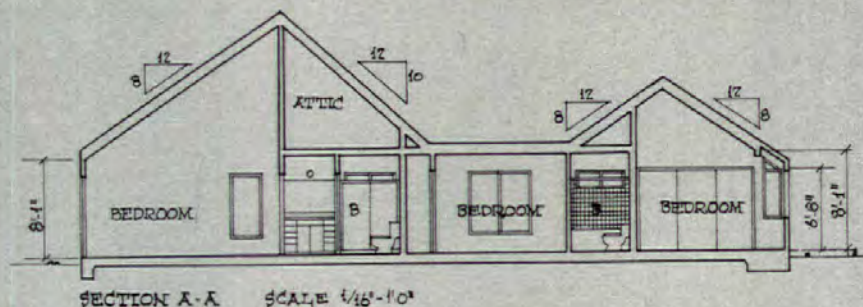 12
8
12
10
ATTIC
12
8
12
8
8'-1"
BEDROOM
B
BEDROOM
B
BEDROOM
6'-8"
8'-1"
SECTION A-A SCALE 1/16"-1'0"